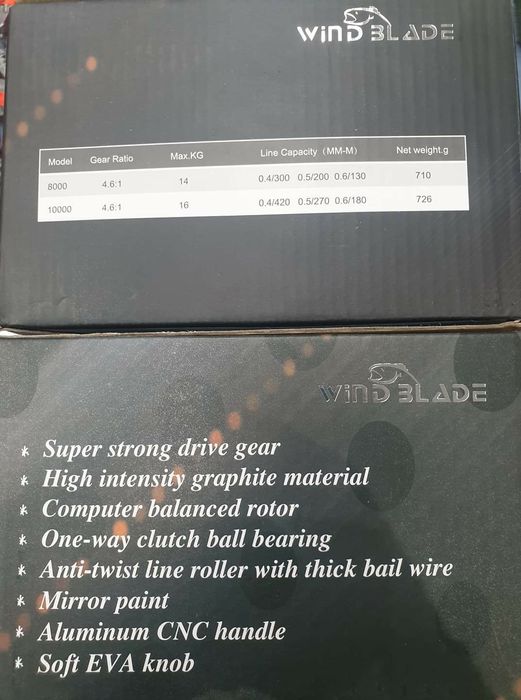 WIND BLADE
Model Gear Ratio Max.KG Line Capacity (MM-M) Net weight.g
8000 4.6:1 14 0.4/300 0.5/200 0.6/130 710
10000 4.6:1 16 0.4/420 0.5/270 0.6/180 726
WIND BLADE
* Super strong drive gear
* High intensity graphite material
* Computer balanced rotor
* One-way clutch ball bearing
* Anti-twist line roller with thick bail wire
* Mirror paint
* Aluminum CNC handle
* Soft EVA knob